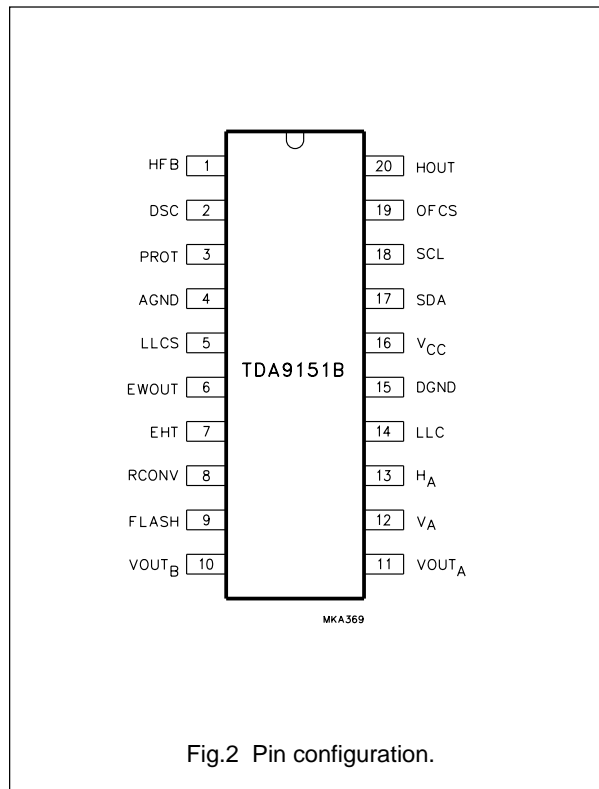 HFB 1 20 HOUT
DSC 2 19 OFCS
PROT 3 18 SCL
AGND 4 17 SDA
LLCS 5 16 VCC
TDA9151B
EWOUT 6 15 DGND
EHT 7 14 LLC
RCONV 8 13 HA
FLASH 9 12 VA
VOUTB 10 11 VOUTA
MKA369
Fig.2 Pin configuration.